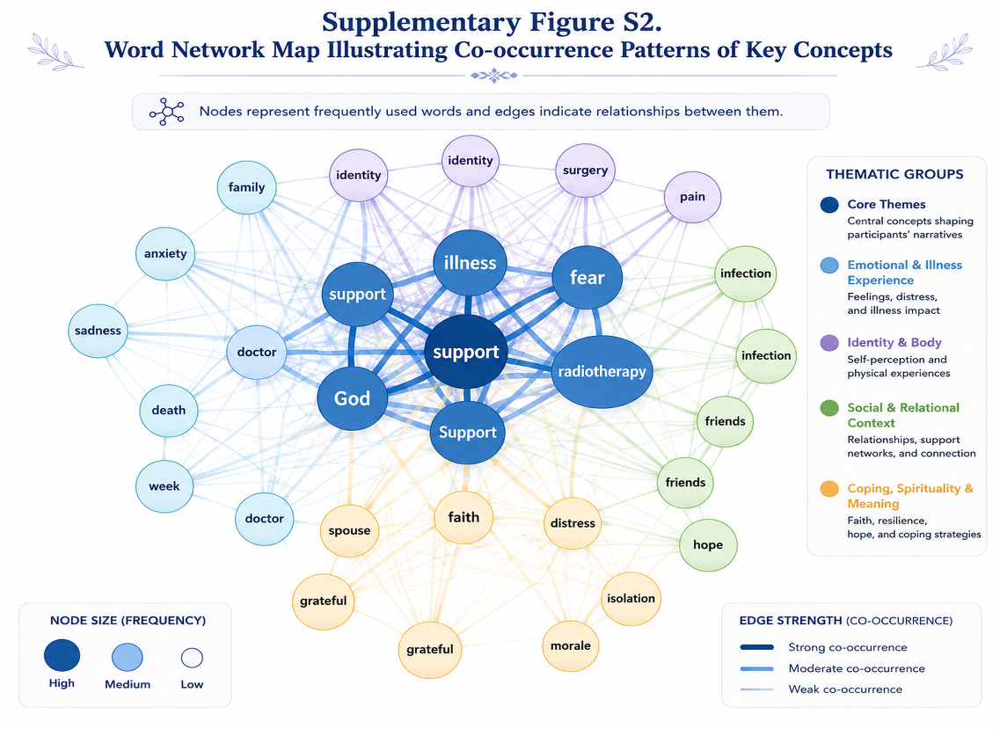 Supplementary Figure S2.
Word Network Map Illustrating Co-occurrence Patterns of Key Concepts
Nodes represent frequently used words and edges indicate relationships between them.
identity
identity
surgery
family
pain
anxiety
illness
fear
infection
support
sadness
doctor
support
infection
radiotherapy
God
death
Support
friends
week
friends
doctor
faith
distress
spouse
hope
grateful
isolation
grateful
morale
THEMATIC GROUPS
Core Themes
Central concepts shaping
participants’ narratives
Emotional & Illness
Experience
Feelings, distress,
and illness impact
Identity & Body
Self-perception and
physical experiences
Social & Relational
Context
Relationships, support
networks, and connection
Coping, Spirituality &
Meaning
Faith, resilience,
hope, and coping strategies
NODE SIZE (FREQUENCY)
High
Medium
Low
EDGE STRENGTH (CO-OCCURRENCE)
Strong co-occurrence
Moderate co-occurrence
Weak co-occurrence